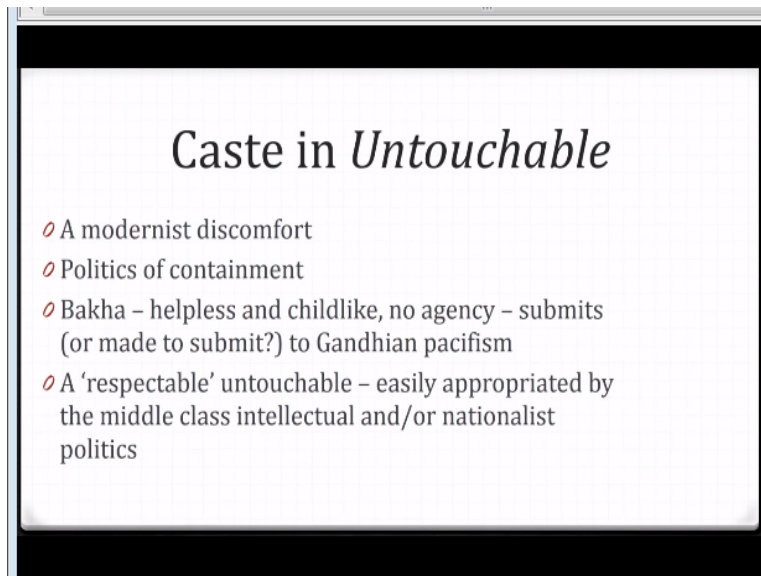 Caste in Untouchable
A modernist discomfort
Politics of containment
Bakha – helpless and childlike, no agency – submits
(or made to submit?) to Gandhian pacifism
A ‘respectable’ untouchable – easily appropriated by
the middle class intellectual and/or nationalist
politics